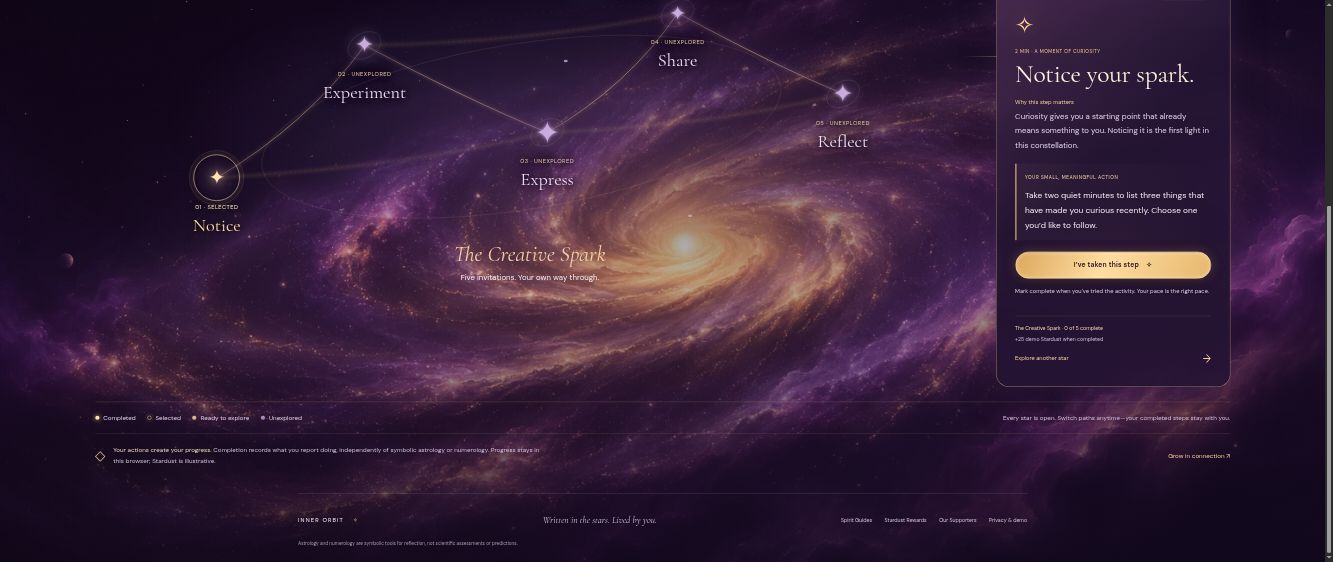 04 · UNEXPLORED
Share
02 · UNEXPLORED
Experiment
05 · UNEXPLORED
Reflect
03 · UNEXPLORED
Express
01 · SELECTED
Notice
The Creative Spark
Five invitations. Your own way through.
2 MIN · A MOMENT OF CURIOSITY
Notice your spark.
Why this step matters
Curiosity gives you a starting point that already
means something to you. Noticing it is the first light in
this constellation.
YOUR SMALL, MEANINGFUL ACTION
Take two quiet minutes to list three things that
have made you curious recently. Choose one
you'd like to follow.
I've taken this step
Mark complete when you've tried the activity. Your pace is the right pace.
The Creative Spark · 0 of 5 complete
+25 demo Stardust when completed
Explore another star →
Completed Selected Ready to explore Unexplored
Every star is open. Switch paths anytime—your completed steps stay with you.
Your actions create your progress. Completion records what you report doing, independently of symbolic astrology or numerology. Progress stays in
this browser; Stardust is illustrative.
Grow in connection ↗
INNER ORBIT
Written in the stars. Lived by you.
Spirit Guides Stardust Rewards Our Supporters Privacy & demo
Astrology and numerology are symbolic tools for reflection, not scientific assessments or predictions.